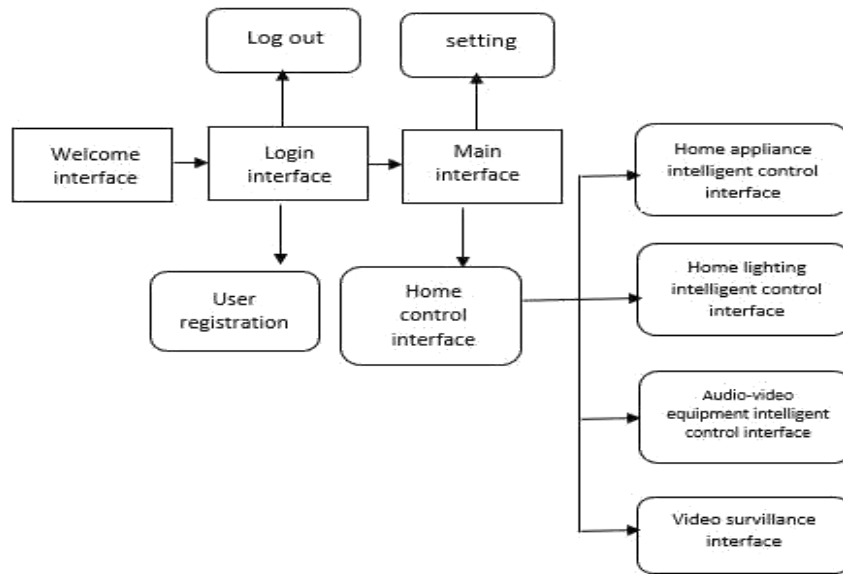 Log out
setting
Welcome
interface
Login
interface
Main
interface
User
registration
Home
control
interface
Home appliance
intelligent control
interface
Home lighting
intelligent control
interface
Audio-video
equipment intelligent
control interface
Video survillance
interface